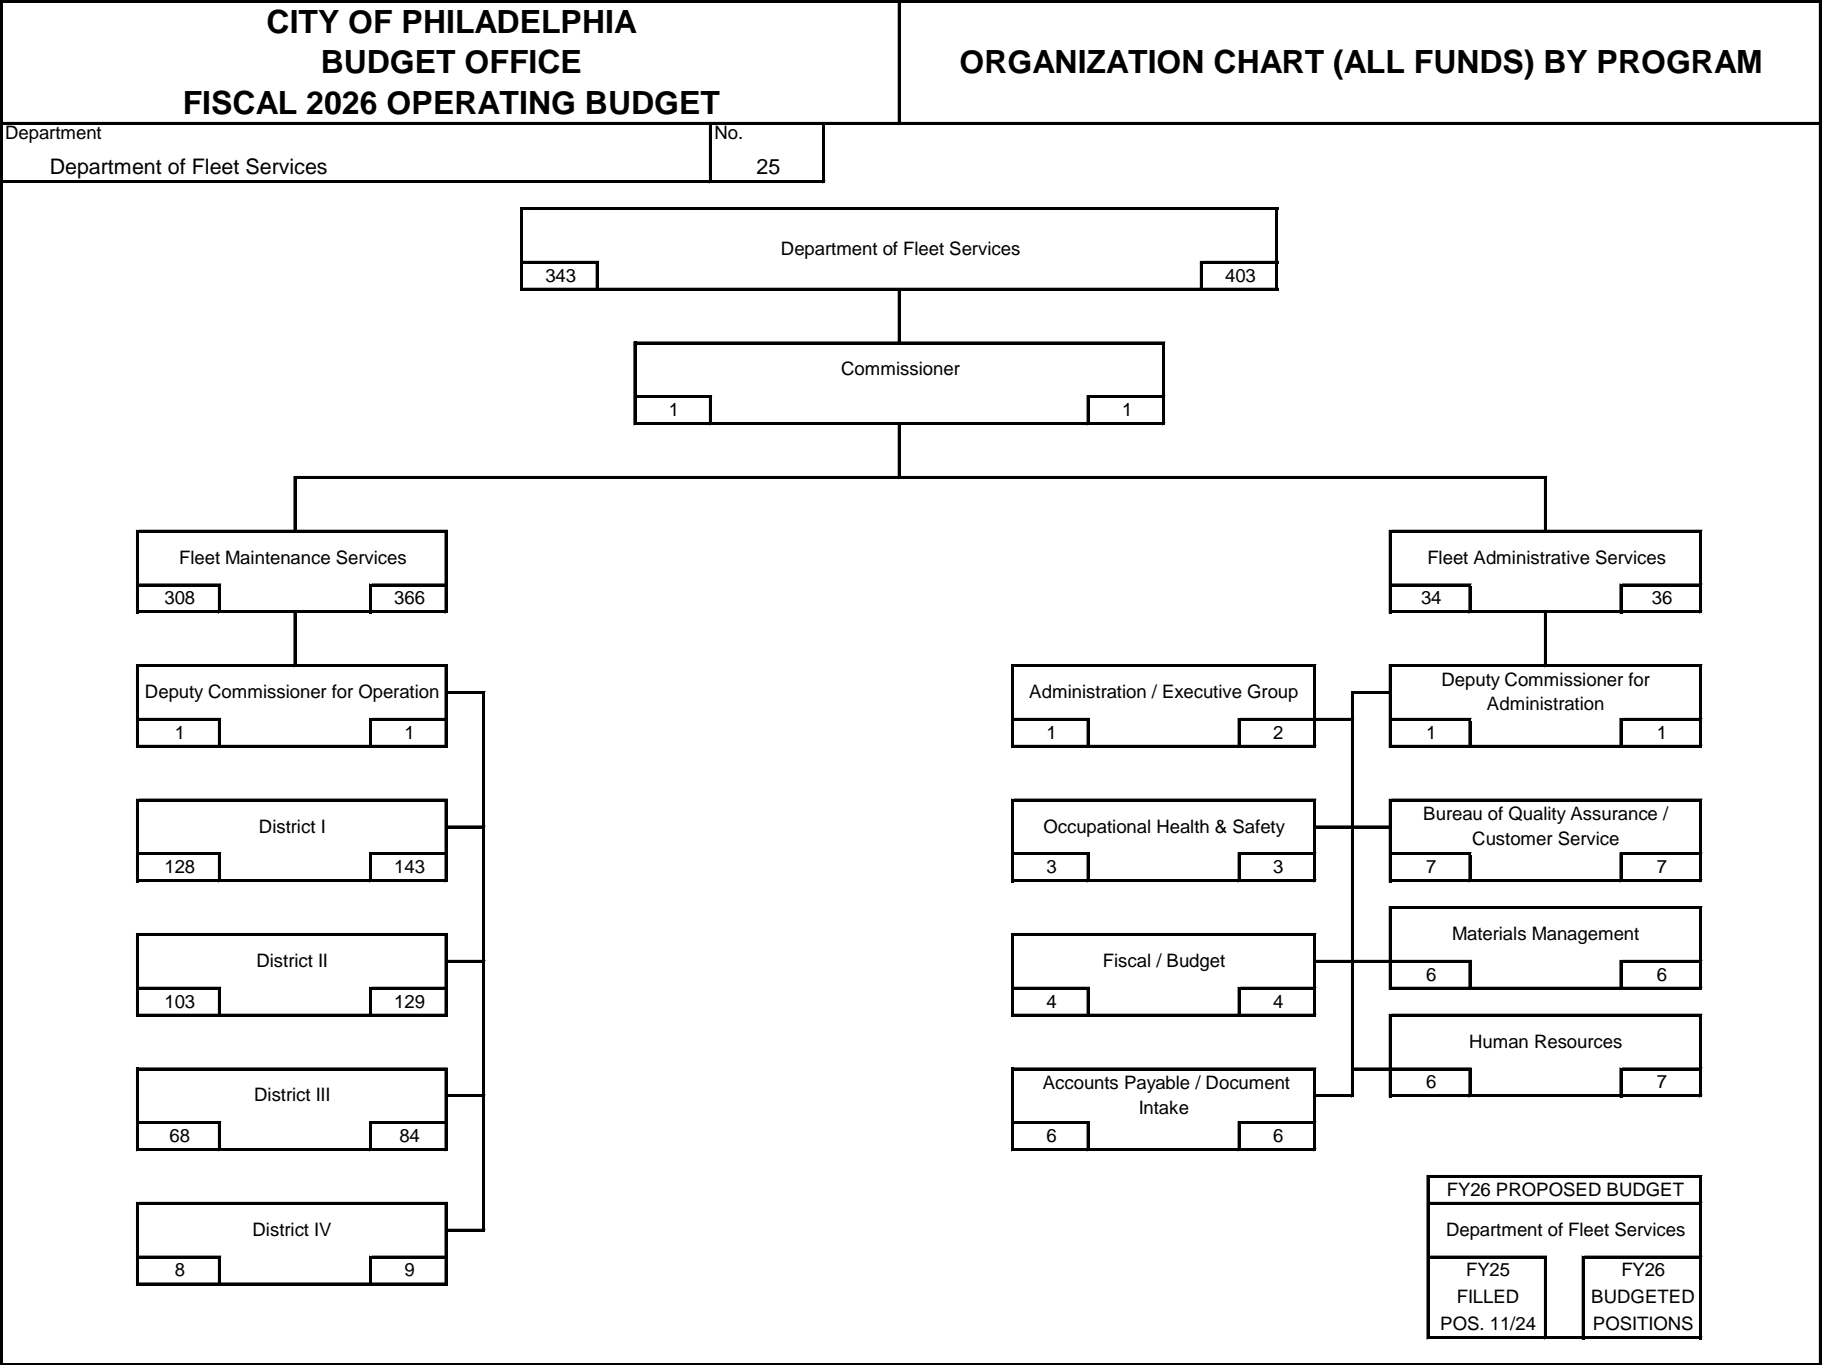 CITY OF PHILADELPHIA
BUDGET OFFICE
FISCAL 2026 OPERATING BUDGET
ORGANIZATION CHART (ALL FUNDS) BY PROGRAM
Department
No.
Department of Fleet Services
25
Department of Fleet Services
343
403
Commissioner
1
1
Fleet Maintenance Services
308
366
Fleet Administrative Services
34
36
Deputy Commissioner for Operation
1
1
District I
128
143
District II
103
129
District III
68
84
District IV
8
9
Administration / Executive Group
1
2
Occupational Health & Safety
3
3
Fiscal / Budget
4
4
Accounts Payable / Document
Intake
6
6
Deputy Commissioner for
Administration
1
1
Bureau of Quality Assurance /
Customer Service
7
7
Materials Management
6
6
Human Resources
6
7
FY26 PROPOSED BUDGET
Department of Fleet Services
FY25
FILLED
POS. 11/24
FY26
BUDGETED
POSITIONS